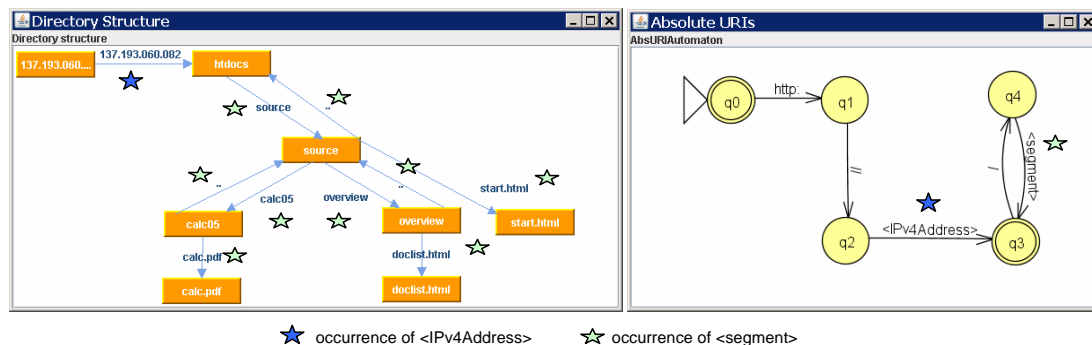 Directory Structure
Directory structure
137.193.060....
137.193.060.082
htdocs
source
..
source
..
calc05
overview
..
start.html
calc05
overview
start.html
calc.pdf
doclist.html
calc.pdf
doclist.html
Absolute URIs
AbsURIAutomaton
q0
http:
q1
q4
//
/
<segment>
q2
<IPv4Address>
q3
occurrence of <IPv4Address>
occurrence of <segment>